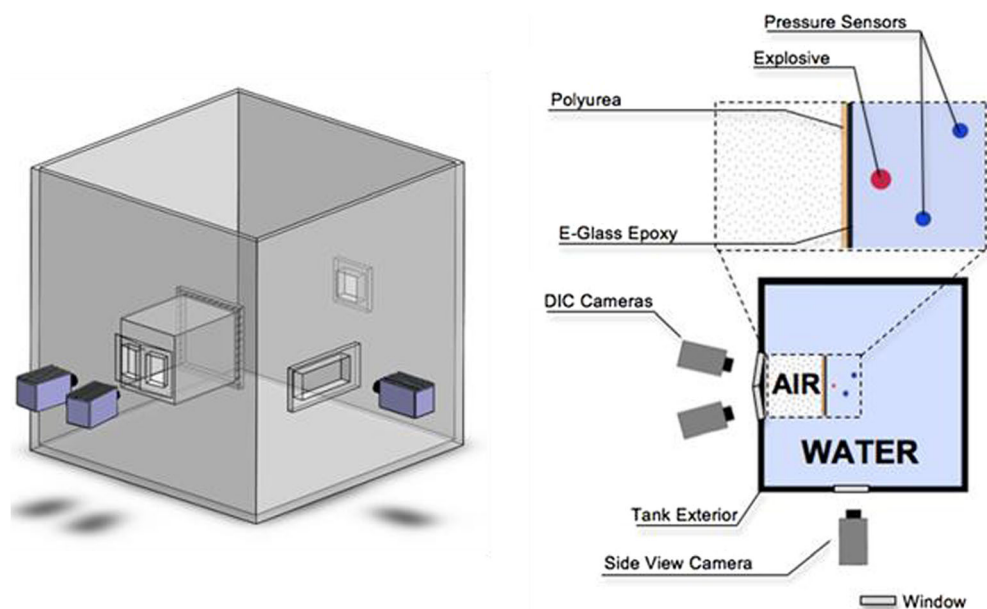 Pressure Sensors
Explosive
Polyurea
E-Glass Epoxy
DIC Cameras
AIR
WATER
Tank Exterior
Side View Camera
Window